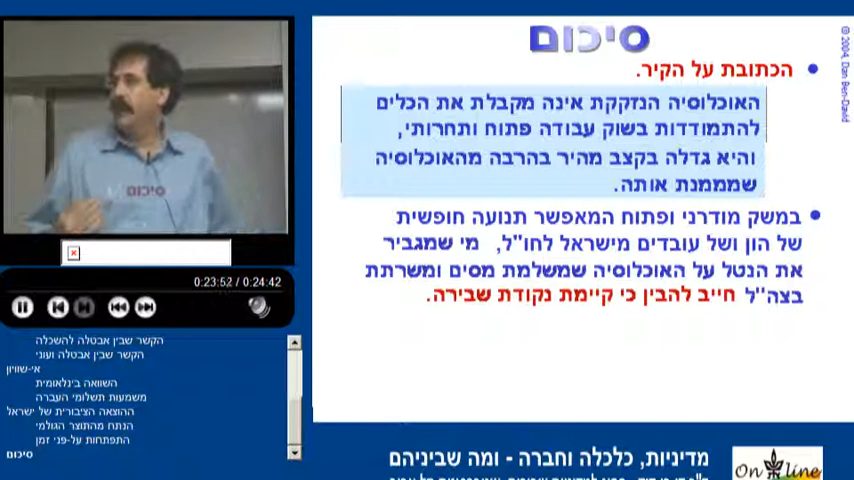 סיכום
© 2004, Dan Ben-David
הכתובת על הקיר.
האוכלוסיה הנזקקת אינה מקבלת את הכלים
להתמודדות בשוק עבודה פתוח ותחרותי,
והיא גדלה בקצב מהיר בהרבה מהאוכלוסיה
שמממנת אותה.
במשק מודרני ופתוח המאפשר תנועה חופשית
של הון ושל עובדים מישראל לחו"ל, מי שמגביר
את הנטל על האוכלוסיה שמשלמת מסים ומשרתת
בצה"ל חייב להבין כי קיימת נקודת שבירה.
סיכום
0:23:52 / 0:24:42
הקשר שבין אבטלה להשכלה
הקשר שבין אבטלה ועוני
אי-שוויון
השוואה בינלאומית
משמעות תשלומי העברה
ההוצאה הציבורית של ישראל
הנתח מהתוצר הגולמי
התפתחות על-פני זמן
סיכום
מדיניות, כלכלה וחברה - ומה שביניהם
On line